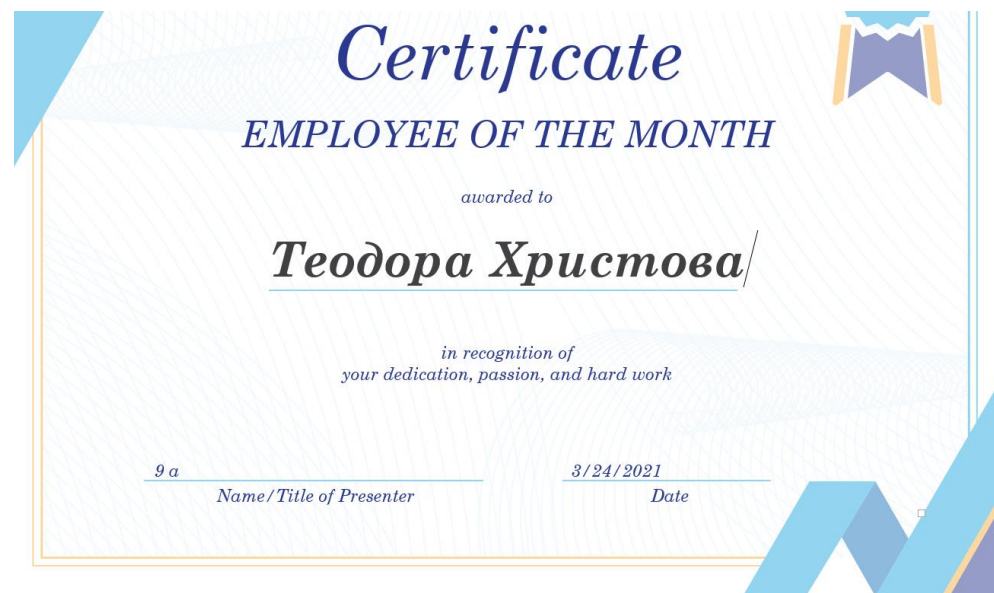 Certificate
EMPLOYEE OF THE MONTH
awarded to
Теодора Христова
in recognition of
your dedication, passion, and hard work
9 а
3/24/2021
Name/Title of Presenter
Date